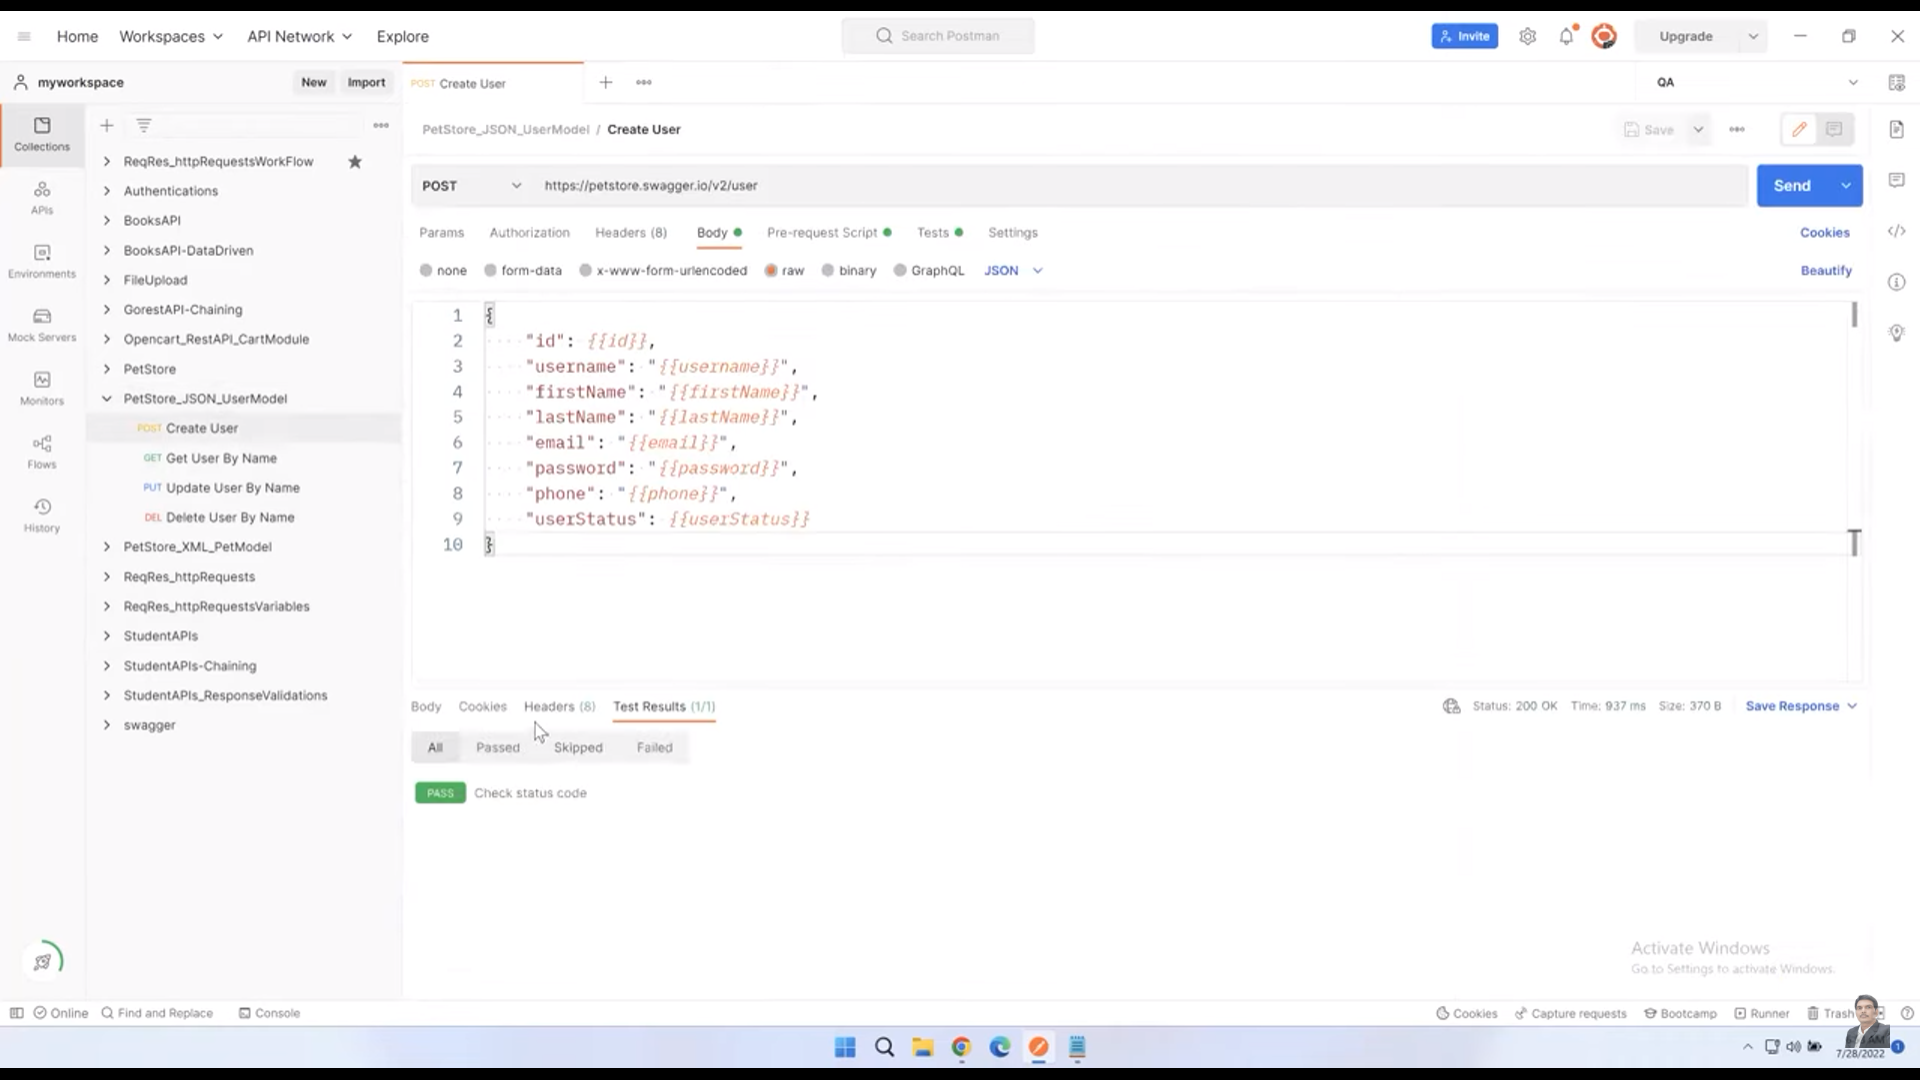 Home Workspaces API Network Explore Search Postman Invite Upgrade
myworkspace New Import POST Create User QA
Collections
APIs
Environments
Mock Servers
Monitors
Flows
History
ReqRes_httpRequestsWorkFlow
Authentications
BooksAPI
BooksAPI-DataDriven
FileUpload
GorestAPI-Chaining
Opencart_RestAPI_CartModule
PetStore
PetStore_JSON_UserModel
POST Create User
GET Get User By Name
PUT Update User By Name
DEL Delete User By Name
PetStore_XML_PetModel
ReqRes_httpRequests
ReqRes_httpRequestsVariables
StudentAPIs
StudentAPIs-Chaining
StudentAPIs_ResponseValidations
swagger
PetStore_JSON_UserModel / Create User Save
POST https://petstore.swagger.io/v2/user Send
Params Authorization Headers (8) Body Pre-request Script Tests Settings Cookies
none form-data x-www-form-urlencoded raw binary GraphQL JSON Beautify
1 {
2 "id": {{id}},
3 "username": "{{username}}",
4 "firstName": "{{firstName}}",
5 "lastName": "{{lastName}}",
6 "email": "{{email}}",
7 "password": "{{password}}",
8 "phone": "{{phone}}",
9 "userStatus": {{userStatus}}
10 }
Body Cookies Headers (8) Test Results (1/1) Status: 200 OK Time: 937 ms Size: 370 B Save Response
All Passed Skipped Failed
PASS Check status code
Activate Windows
Go to Settings to activate Windows.
Online Find and Replace Console Cookies Capture requests Bootcamp Runner Trash
7/28/2022 1